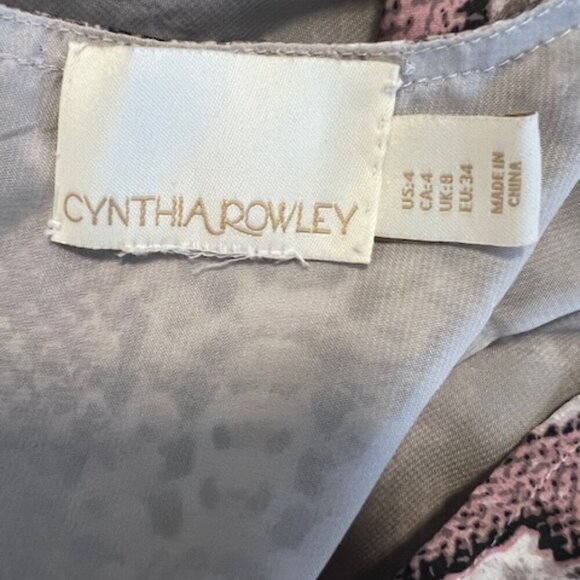 CYNTHIA ROWLEY
US:4
CA:4
UK:8
EU:34
MADE IN
CHINA